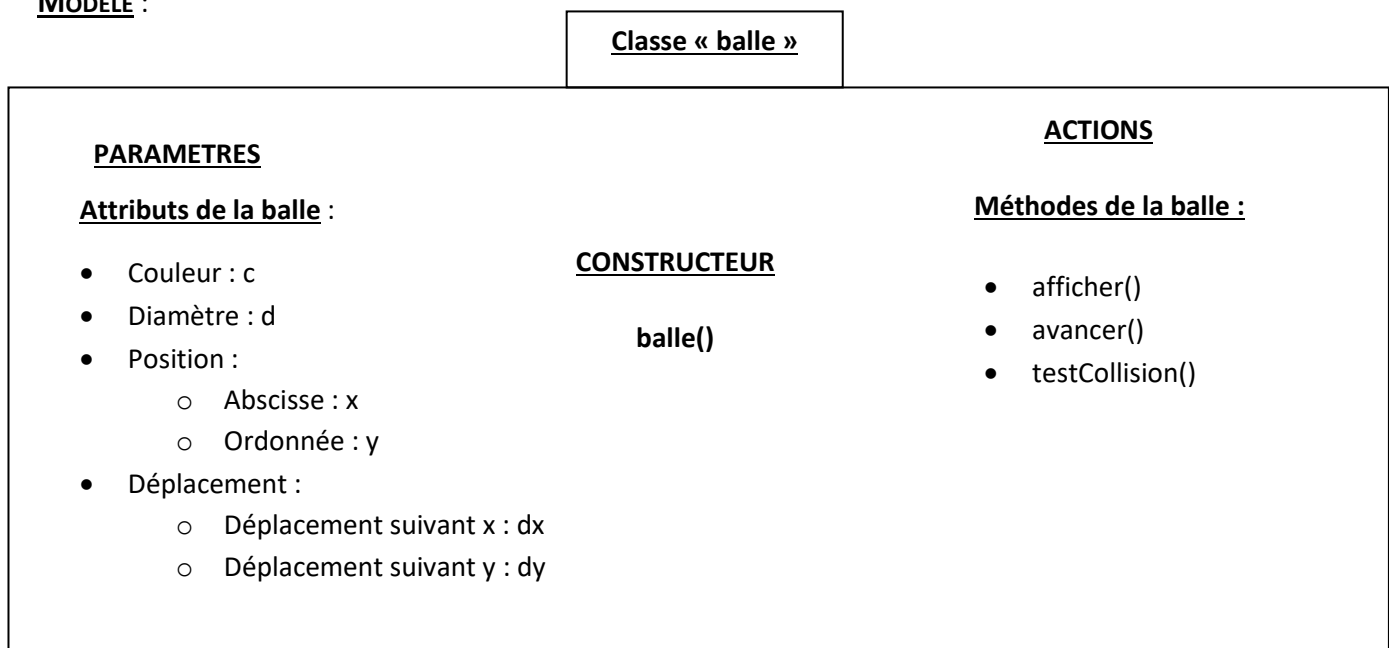 MODELE :
Classe « balle »
PARAMETRES
Attributs de la balle :
• Couleur : c
• Diamètre : d
• Position :
o Abscisse : x
o Ordonnée : y
• Déplacement :
o Déplacement suivant x : dx
o Déplacement suivant y : dy
CONSTRUCTEUR
balle()
ACTIONS
Méthodes de la balle :
• afficher()
• avancer()
• testCollision()